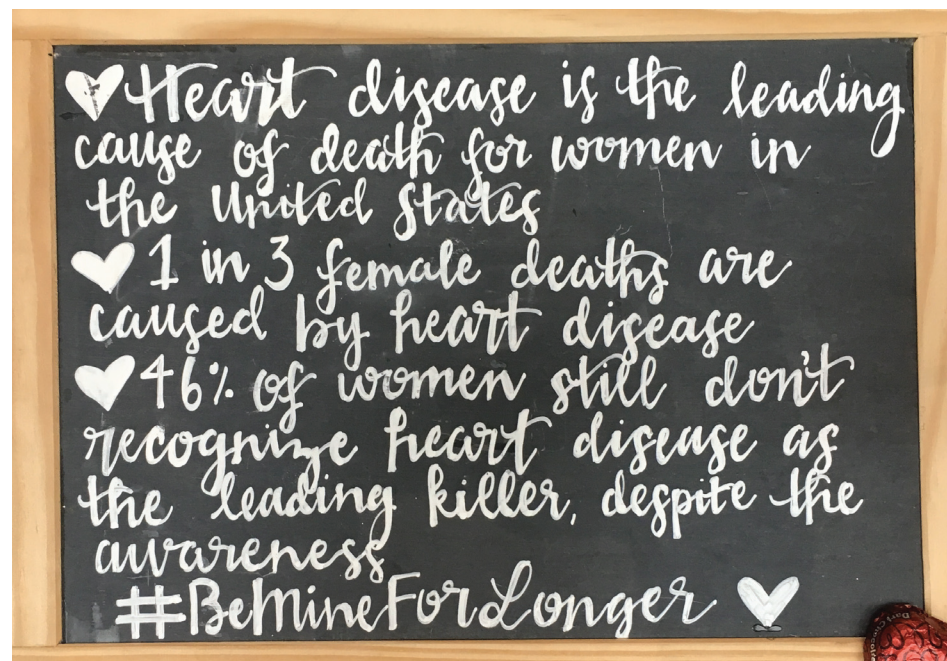 Heart disease is the leading
cause of death for women in
the United States
1 in 3 female deaths are
caused by heart disease
46% of women still don't
recognize heart disease as
the leading killer, despite the
awareness
#BeMineForLonger